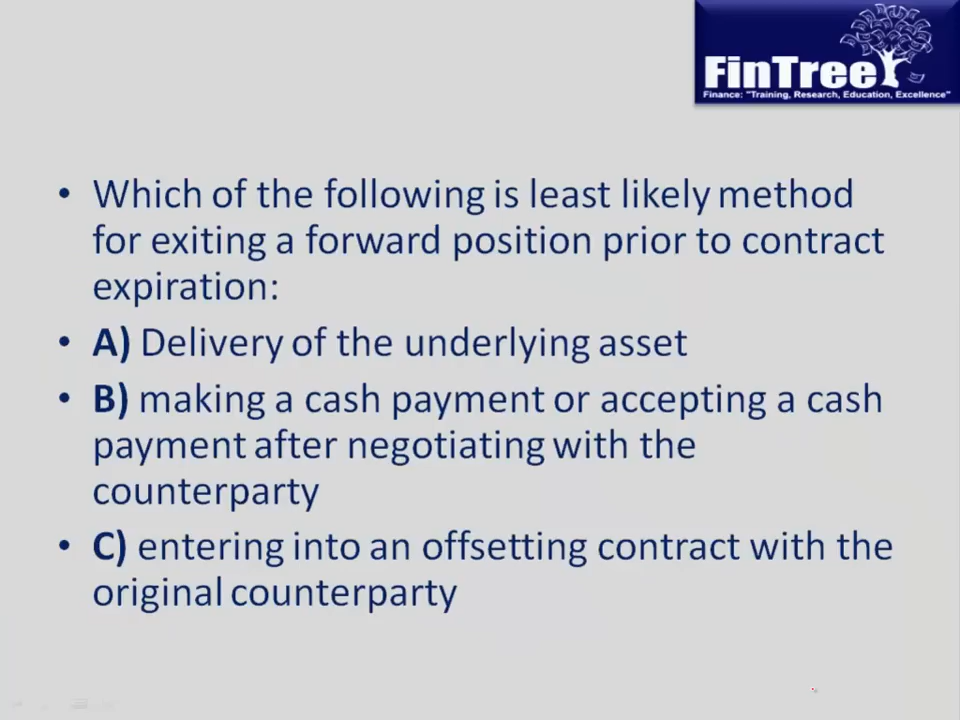 FinTree
Finance: "Training, Research, Education, Excellence"
• Which of the following is least likely method
for exiting a forward position prior to contract
expiration:
• A) Delivery of the underlying asset
• B) making a cash payment or accepting a cash
payment after negotiating with the
counterparty
• C) entering into an offsetting contract with the
original counterparty